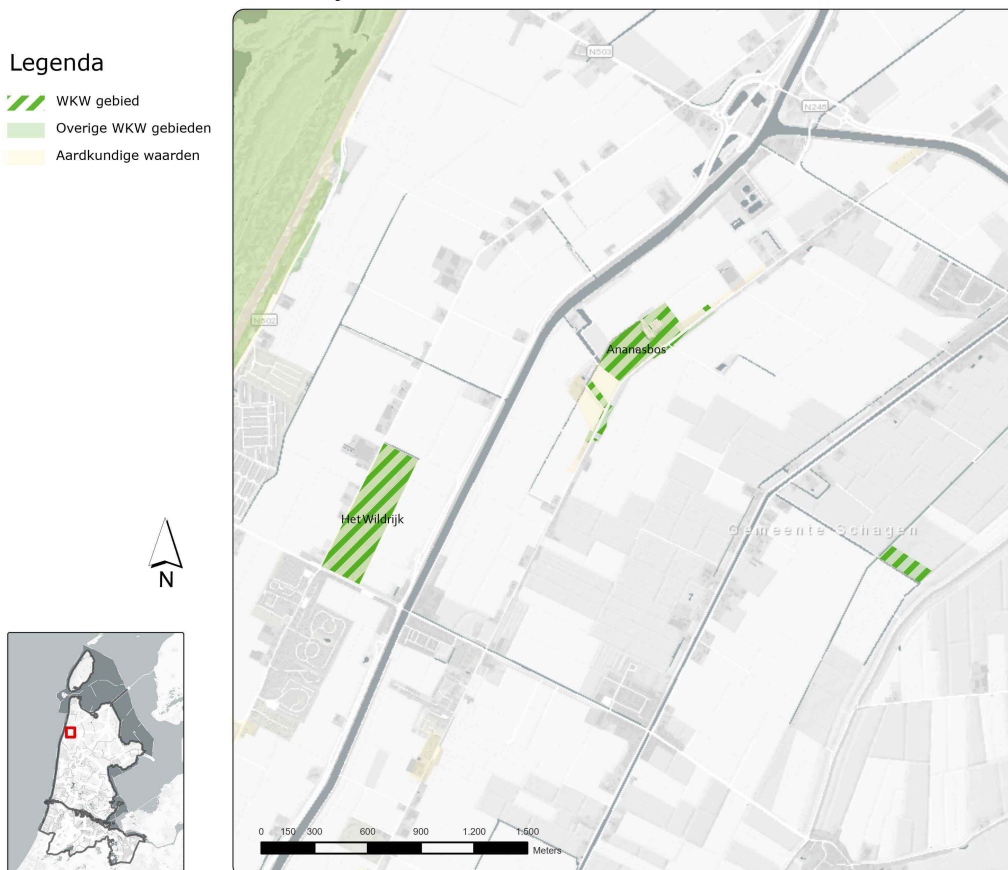 Legenda
WKW gebied
Overige WKW gebieden
Aardkundige waarden
N
N503
N248
N502
Ananasbos
Het Wildrijk
Gemeente Schagen
0 150 300 600 900 1.200 1.500
Meters